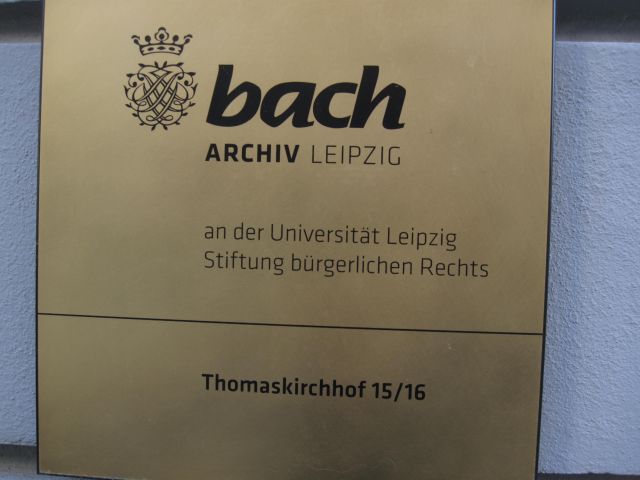 bach
ARCHIV LEIPZIG
an der Universität Leipzig
Stiftung bürgerlichen Rechts
Thomaskirchhof 15/16